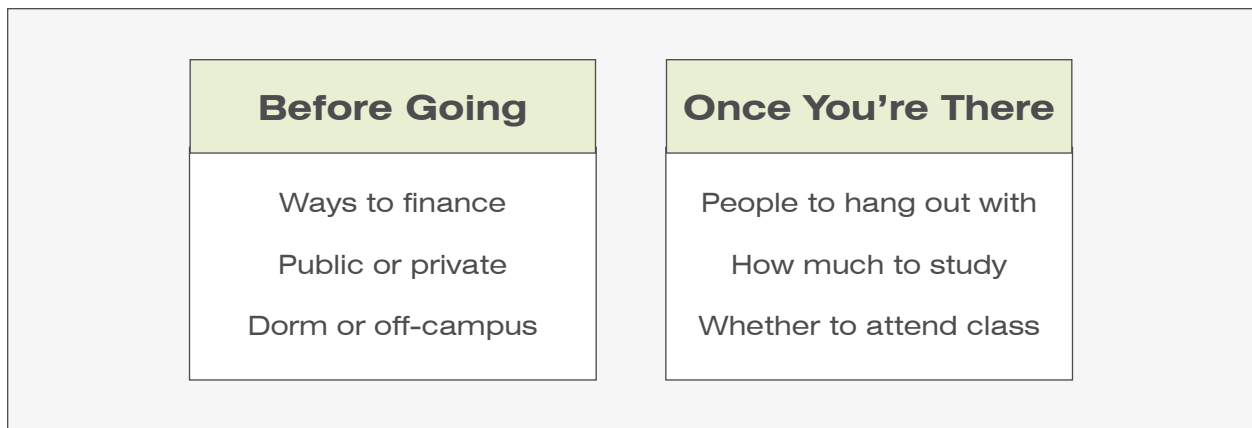 Before Going
Ways to finance
Public or private
Dorm or off-campus
Once You’re There
People to hang out with
How much to study
Whether to attend class